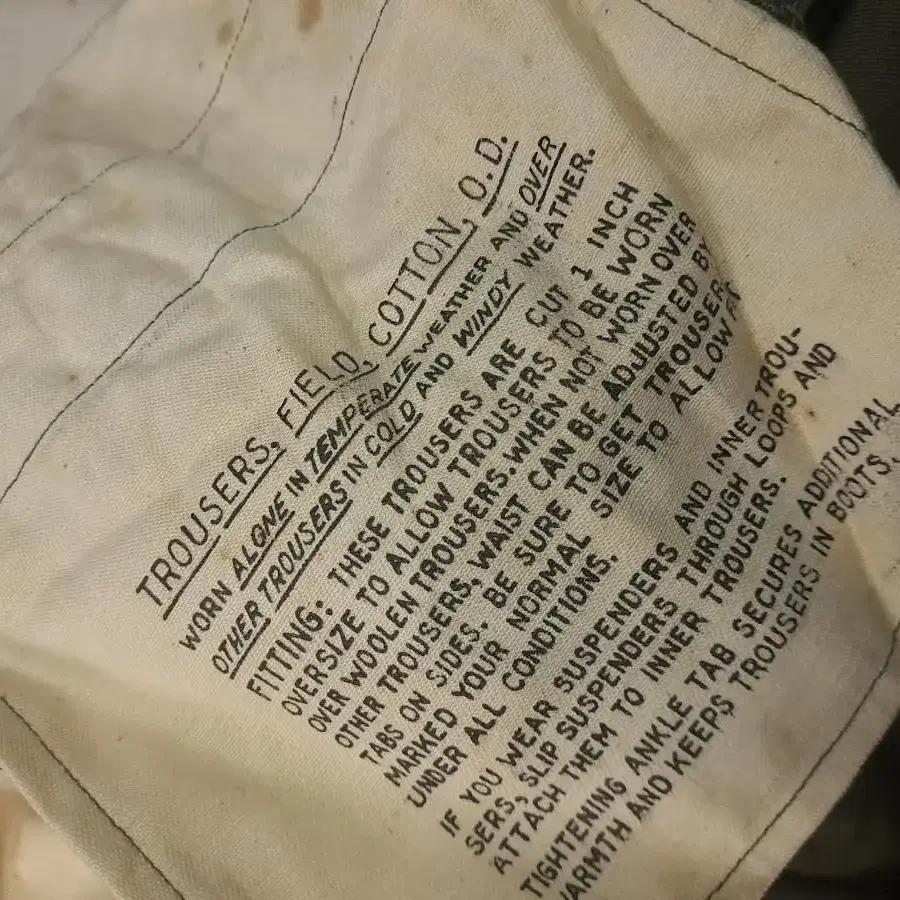 TROUSERS, FIELD, COTTON, O.D.
WORN ALONE IN TEMPERATE WEATHER AND OVER
OTHER TROUSERS IN COLD AND WINDY WEATHER.
FITTING: THESE TROUSERS ARE CUT 1 INCH
OVERSIZE TO ALLOW TROUSERS TO BE WORN
OVER WOOLEN TROUSERS. WHEN NOT WORN OVER
OTHER TROUSERS, WAIST CAN BE ADJUSTED BY
TABS ON SIDES. BE SURE TO GET TROUSER
MARKED YOUR NORMAL SIZE TO ALLOW
UNDER ALL CONDITIONS.
IF YOU WEAR SUSPENDERS AND INNER TROU-
SERS, SLIP SUSPENDERS THROUGH LOOPS AND
ATTACH THEM TO INNER TROUSERS.
TIGHTENING ANKLE TAB SECURES ADDITIONAL
ARMTH AND KEEPS TROUSERS IN BOOTS.